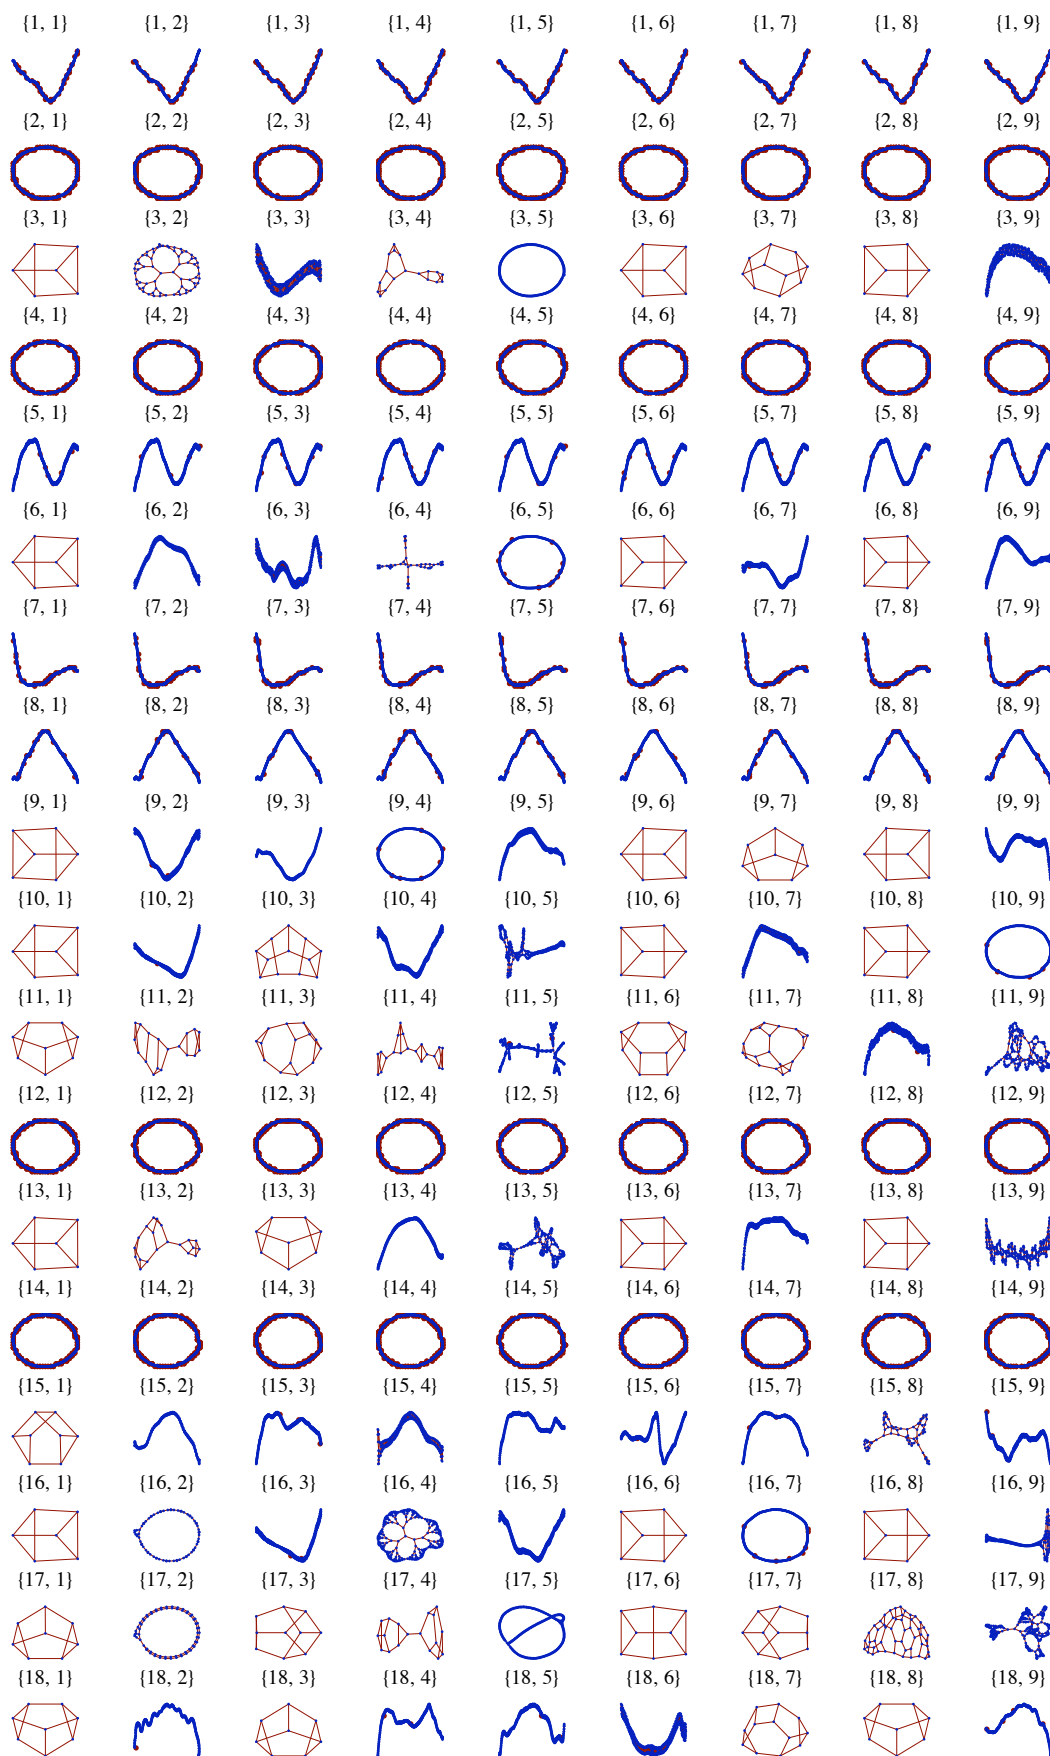 {1, 1} {1, 2} {1, 3} {1, 4} {1, 5} {1, 6} {1, 7} {1, 8} {1, 9}
{2, 1} {2, 2} {2, 3} {2, 4} {2, 5} {2, 6} {2, 7} {2, 8} {2, 9}
{3, 1} {3, 2} {3, 3} {3, 4} {3, 5} {3, 6} {3, 7} {3, 8} {3, 9}
{4, 1} {4, 2} {4, 3} {4, 4} {4, 5} {4, 6} {4, 7} {4, 8} {4, 9}
{5, 1} {5, 2} {5, 3} {5, 4} {5, 5} {5, 6} {5, 7} {5, 8} {5, 9}
{6, 1} {6, 2} {6, 3} {6, 4} {6, 5} {6, 6} {6, 7} {6, 8} {6, 9}
{7, 1} {7, 2} {7, 3} {7, 4} {7, 5} {7, 6} {7, 7} {7, 8} {7, 9}
{8, 1} {8, 2} {8, 3} {8, 4} {8, 5} {8, 6} {8, 7} {8, 8} {8, 9}
{9, 1} {9, 2} {9, 3} {9, 4} {9, 5} {9, 6} {9, 7} {9, 8} {9, 9}
{10, 1} {10, 2} {10, 3} {10, 4} {10, 5} {10, 6} {10, 7} {10, 8} {10, 9}
{11, 1} {11, 2} {11, 3} {11, 4} {11, 5} {11, 6} {11, 7} {11, 8} {11, 9}
{12, 1} {12, 2} {12, 3} {12, 4} {12, 5} {12, 6} {12, 7} {12, 8} {12, 9}
{13, 1} {13, 2} {13, 3} {13, 4} {13, 5} {13, 6} {13, 7} {13, 8} {13, 9}
{14, 1} {14, 2} {14, 3} {14, 4} {14, 5} {14, 6} {14, 7} {14, 8} {14, 9}
{15, 1} {15, 2} {15, 3} {15, 4} {15, 5} {15, 6} {15, 7} {15, 8} {15, 9}
{16, 1} {16, 2} {16, 3} {16, 4} {16, 5} {16, 6} {16, 7} {16, 8} {16, 9}
{17, 1} {17, 2} {17, 3} {17, 4} {17, 5} {17, 6} {17, 7} {17, 8} {17, 9}
{18, 1} {18, 2} {18, 3} {18, 4} {18, 5} {18, 6} {18, 7} {18, 8} {18, 9}